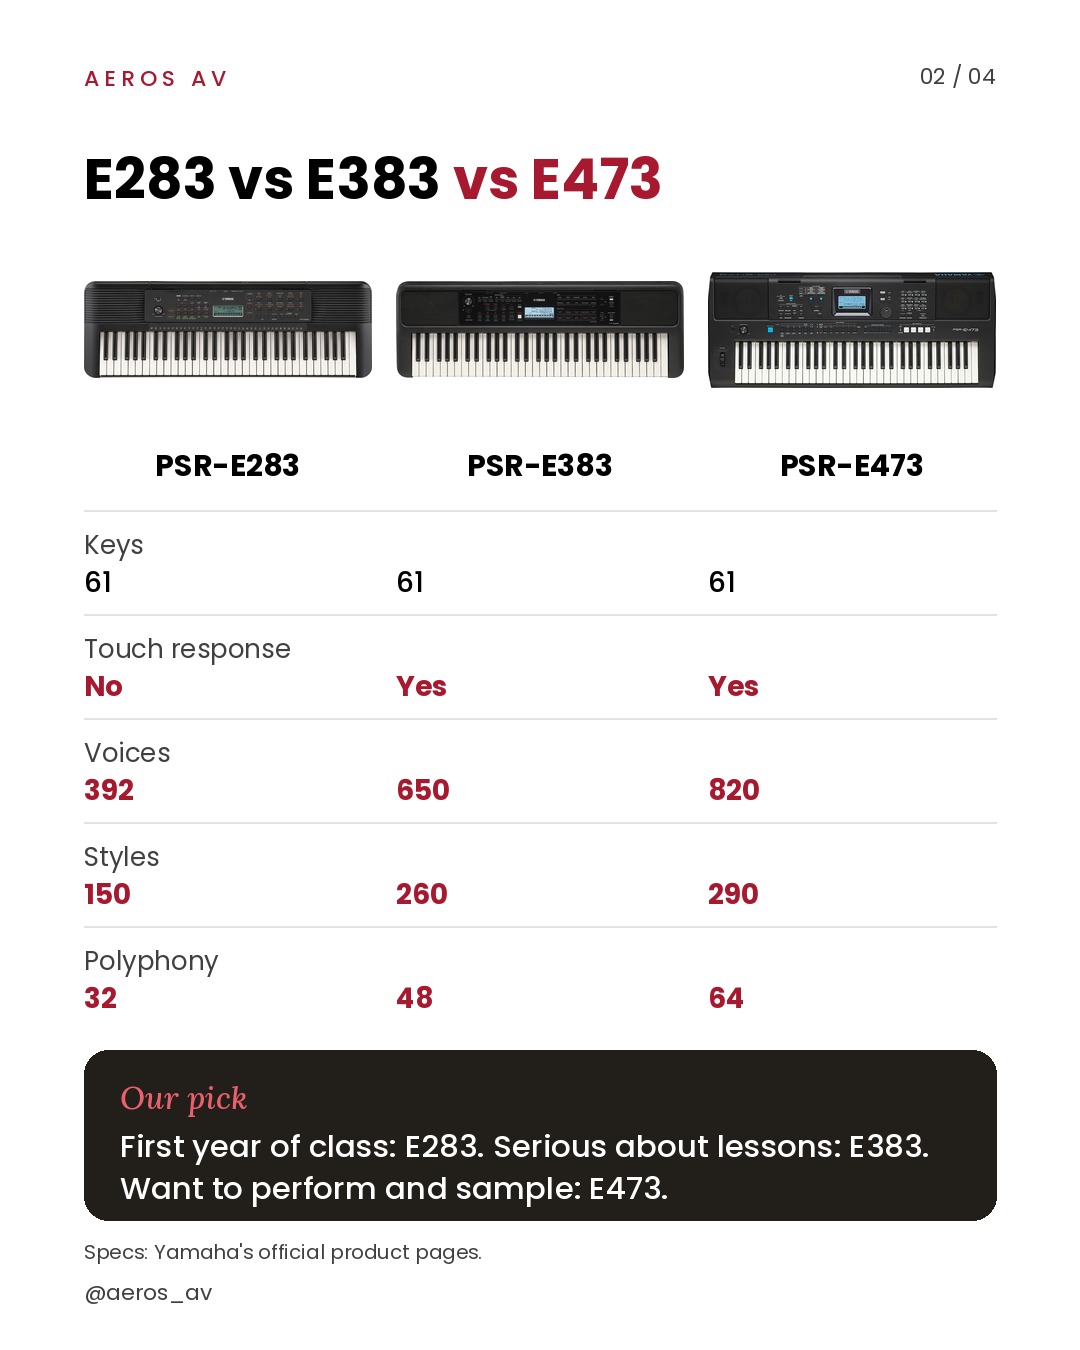 AEROS AV
02 / 04
E283 vs E383 vs E473
PSR-E283
PSR-E383
PSR-E473
Keys
61 61 61
Touch response
No Yes Yes
Voices
392 650 820
Styles
150 260 290
Polyphony
32 48 64
Our pick
First year of class: E283. Serious about lessons: E383.
Want to perform and sample: E473.
Specs: Yamaha's official product pages.
@aeros_av